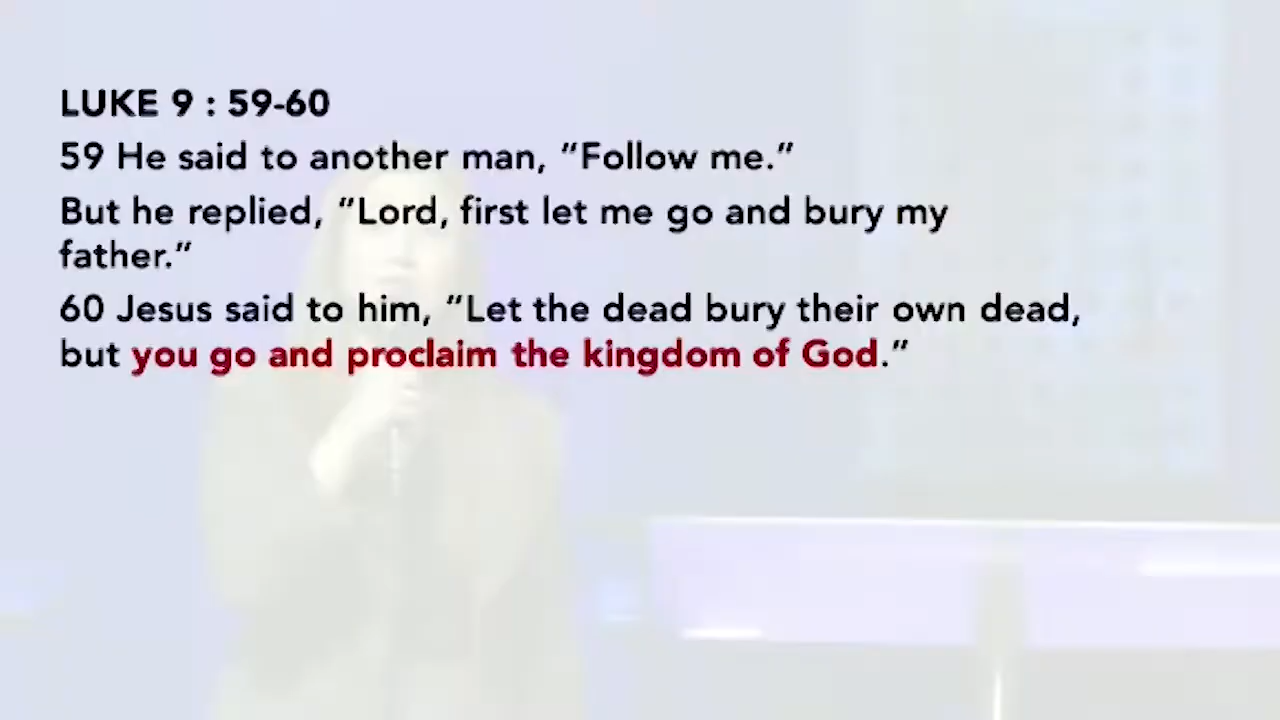 LUKE 9 : 59-60
59 He said to another man, “Follow me.”
But he replied, “Lord, first let me go and bury my
father.”
60 Jesus said to him, “Let the dead bury their own dead,
but you go and proclaim the kingdom of God.”